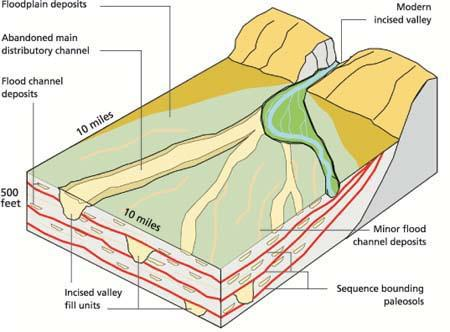 Floodplain deposits
Modern
incised valley
Abandoned main
distributory channel
Flood channel
deposits
10 miles
500
feet
10 miles
Minor flood
channel deposits
Incised valley
fill units
Sequence bounding
paleosols